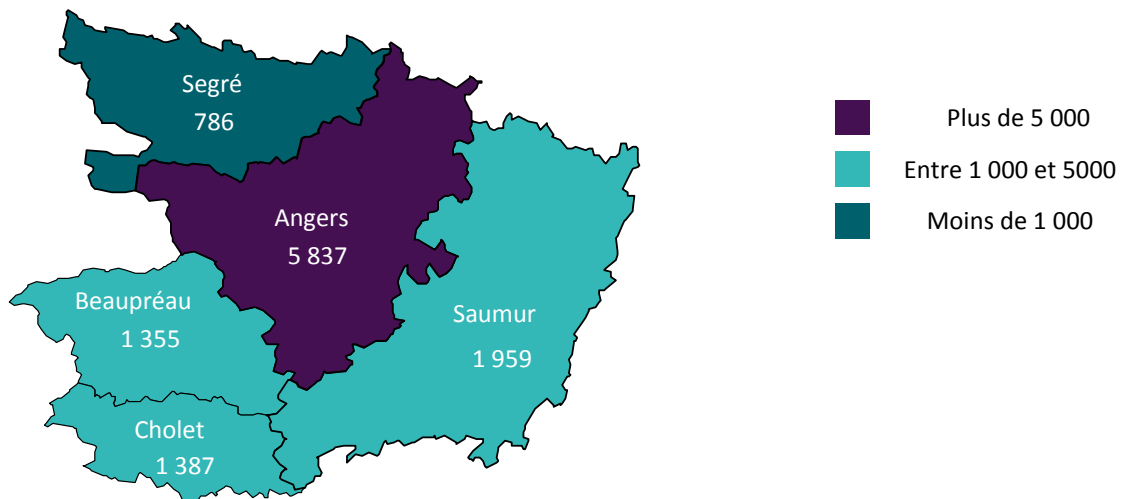 Segré
786
Angers
5 837
Beaupréau
1 355
Saumur
1 959
Cholet
1 387
Plus de 5 000
Entre 1 000 et 5000
Moins de 1 000